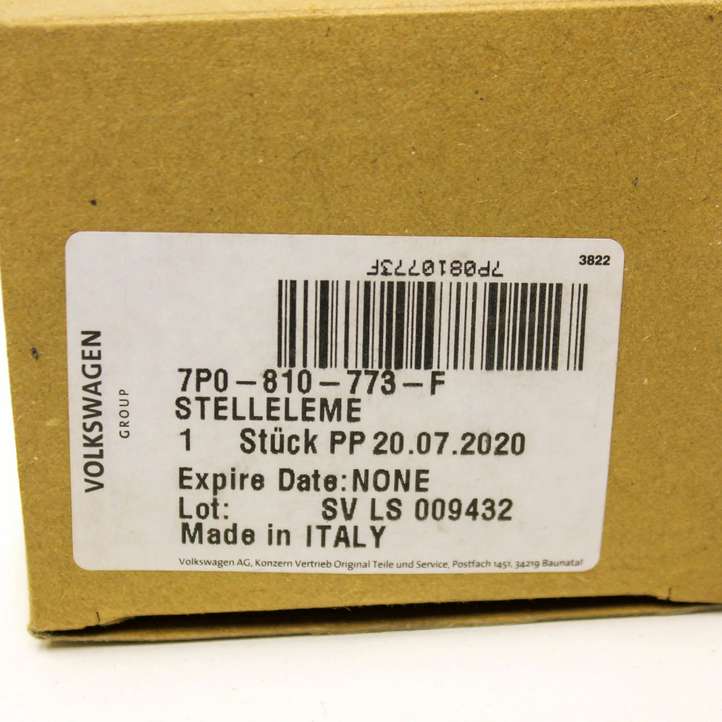 3822
7P0810773F
7P0-810-773-F
STELLELEME
1 Stück PP 20.07.2020
Expire Date:NONE
Lot: SV LS 009432
Made in ITALY
Volkswagen AG, Konzern Vertrieb Original Teile und Service, Postfach 1451, 34219 Baunatal
VOLKSWAGEN
GROUP